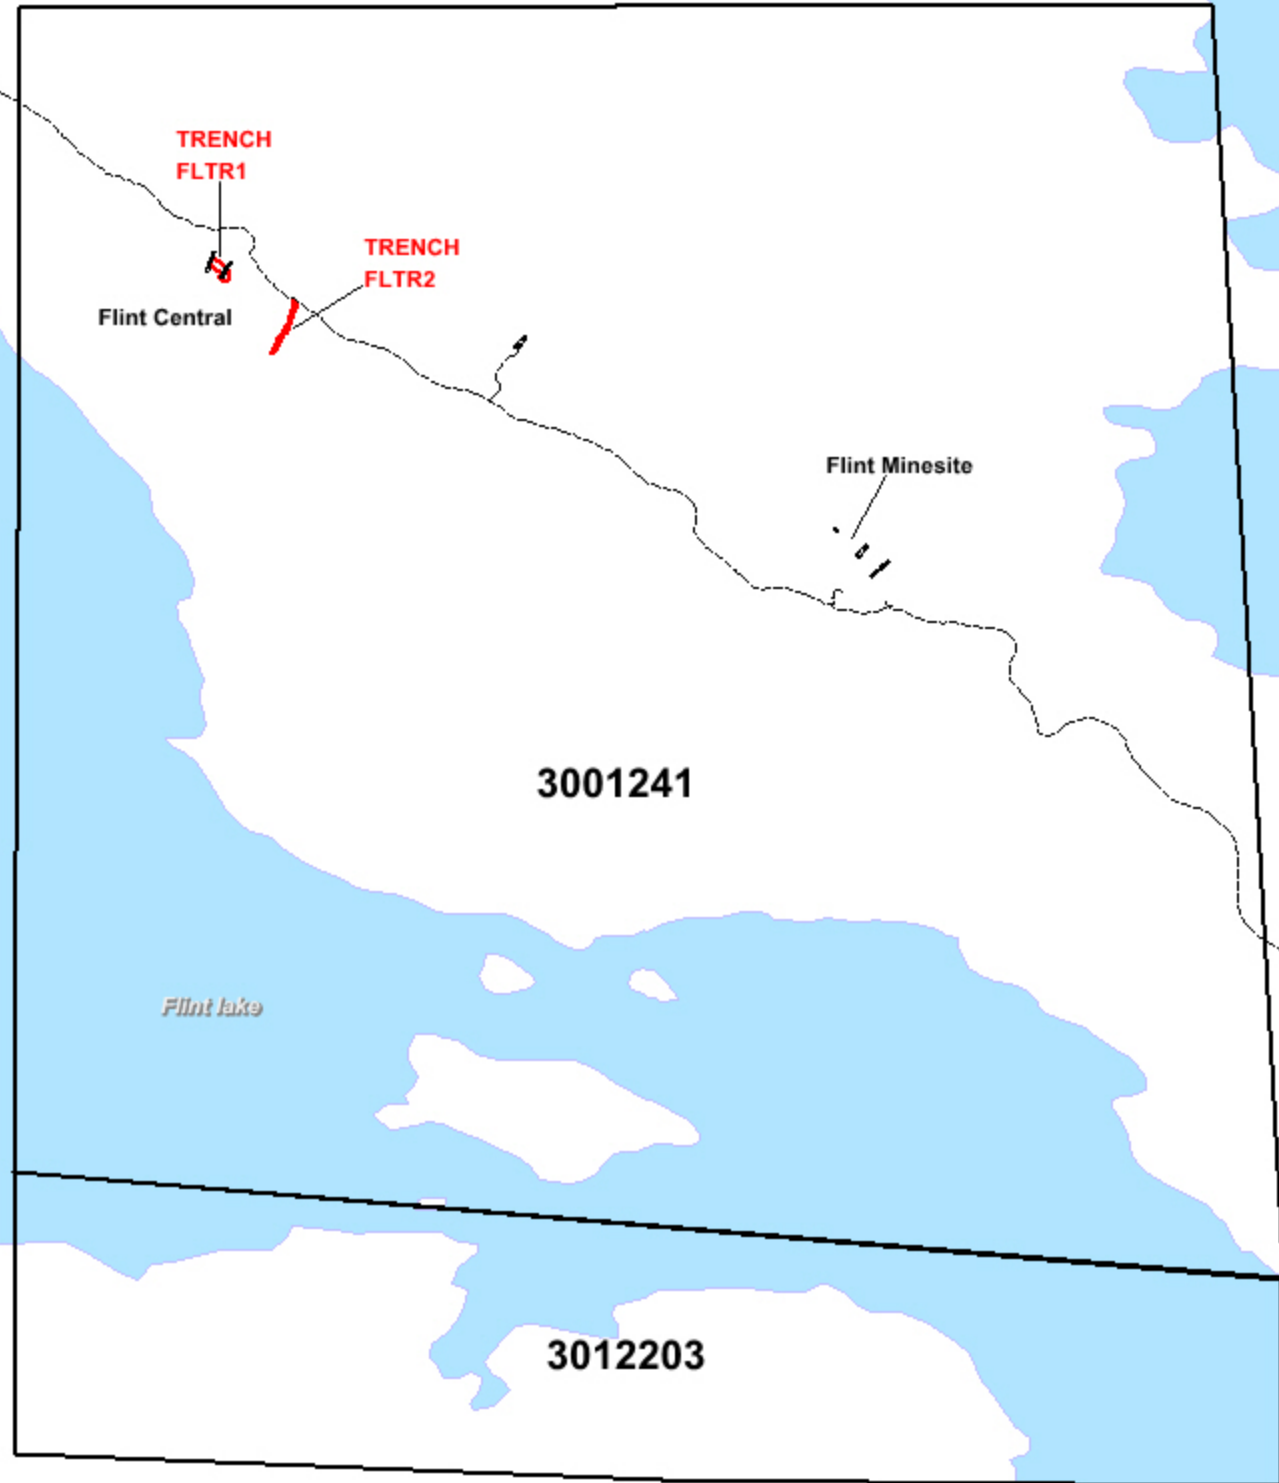 TRENCH
FLTR1
TRENCH
FLTR2
Flint Central
Flint Minesite
3001241
Flint lake
3012203